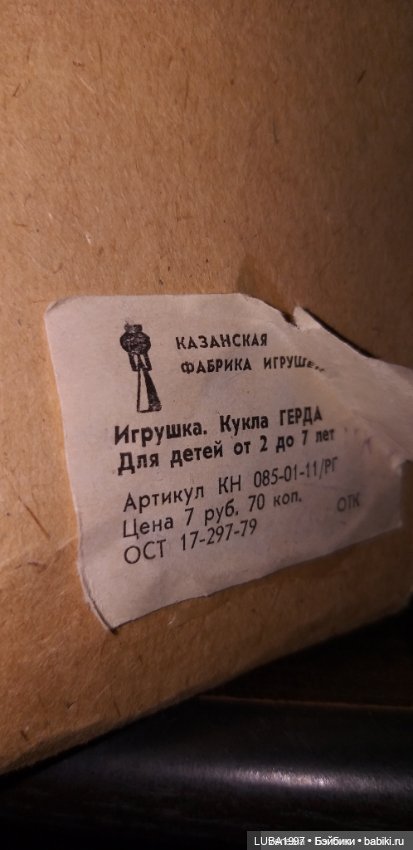 КАЗАНСКАЯ
ФАБРИКА ИГРУШЕК
Игрушка. Кукла ГЕРДА
Для детей от 2 до 7 лет
Артикул КН 085-01-11/РГ
Цена 7 руб. 70 коп.
ОТК
ОСТ 17-297-79
LUBA1997 • Бэйбики • babiki.ru